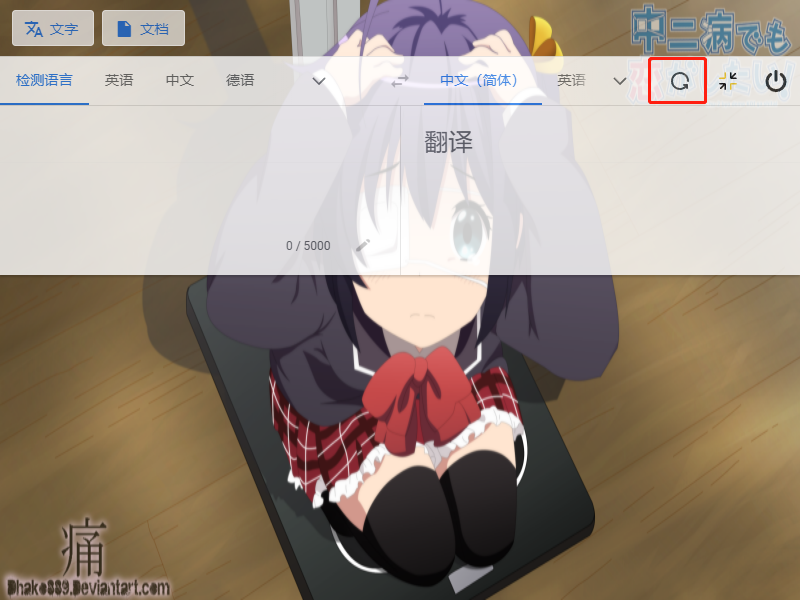 文字 文档
中二病でも
检测语言 英语 中文 德语 中文（简体） 英语
翻译
0 / 5000
痛
Dhako889.Deviantart.com